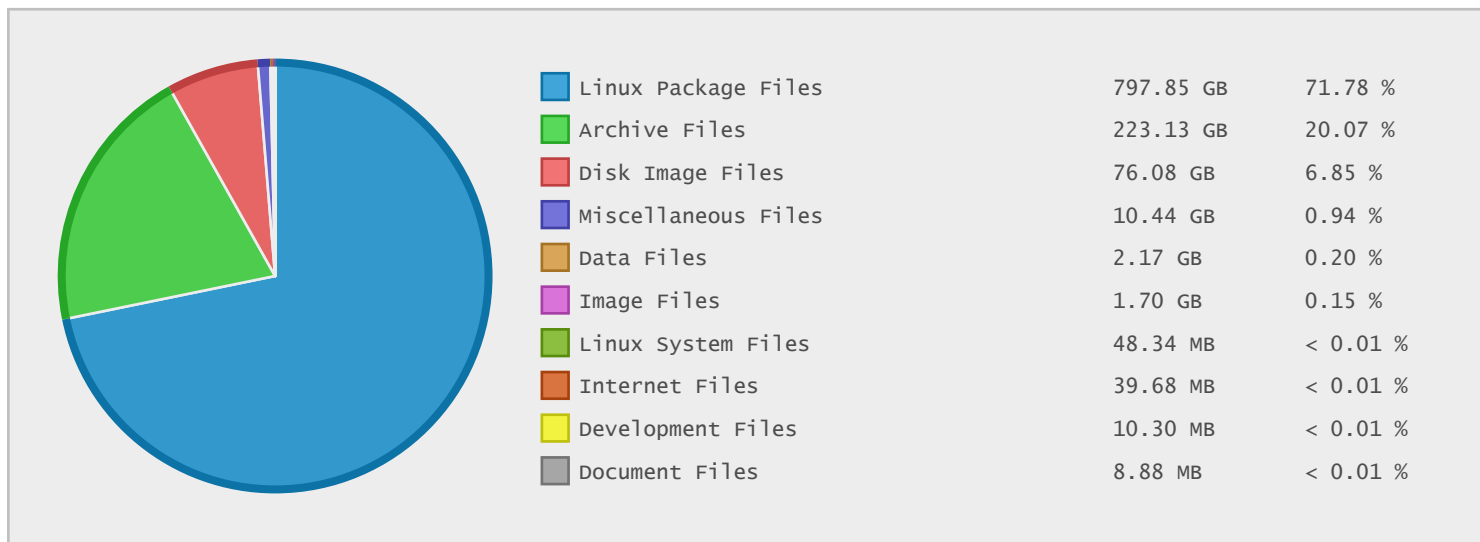 Linux Package Files 797.85 GB 71.78 %
Archive Files 223.13 GB 20.07 %
Disk Image Files 76.08 GB 6.85 %
Miscellaneous Files 10.44 GB 0.94 %
Data Files 2.17 GB 0.20 %
Image Files 1.70 GB 0.15 %
Linux System Files 48.34 MB < 0.01 %
Internet Files 39.68 MB < 0.01 %
Development Files 10.30 MB < 0.01 %
Document Files 8.88 MB < 0.01 %